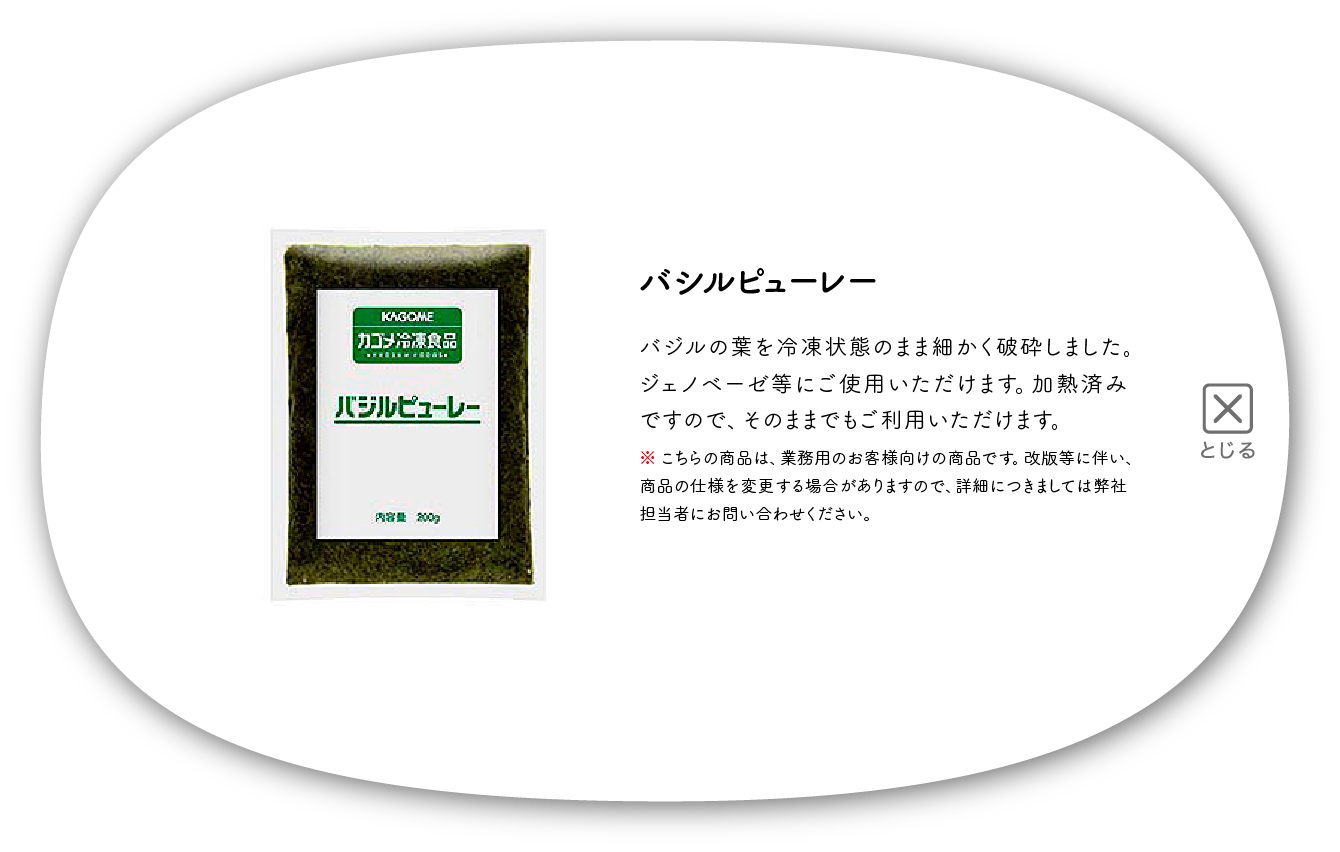 KAGOME
カゴメ冷凍食品
バジルピューレー
内容量 200g
バシルピューレー
バジルの葉を冷凍状態のまま細かく破砕しました。
ジェノベーゼ等にご使用いただけます。加熱済み
ですので、そのままでもご利用いただけます。
※ こちらの商品は、業務用のお客様向けの商品です。改版等に伴い、
商品の仕様を変更する場合がありますので、詳細につきましては弊社
担当者にお問い合わせください。
とじる